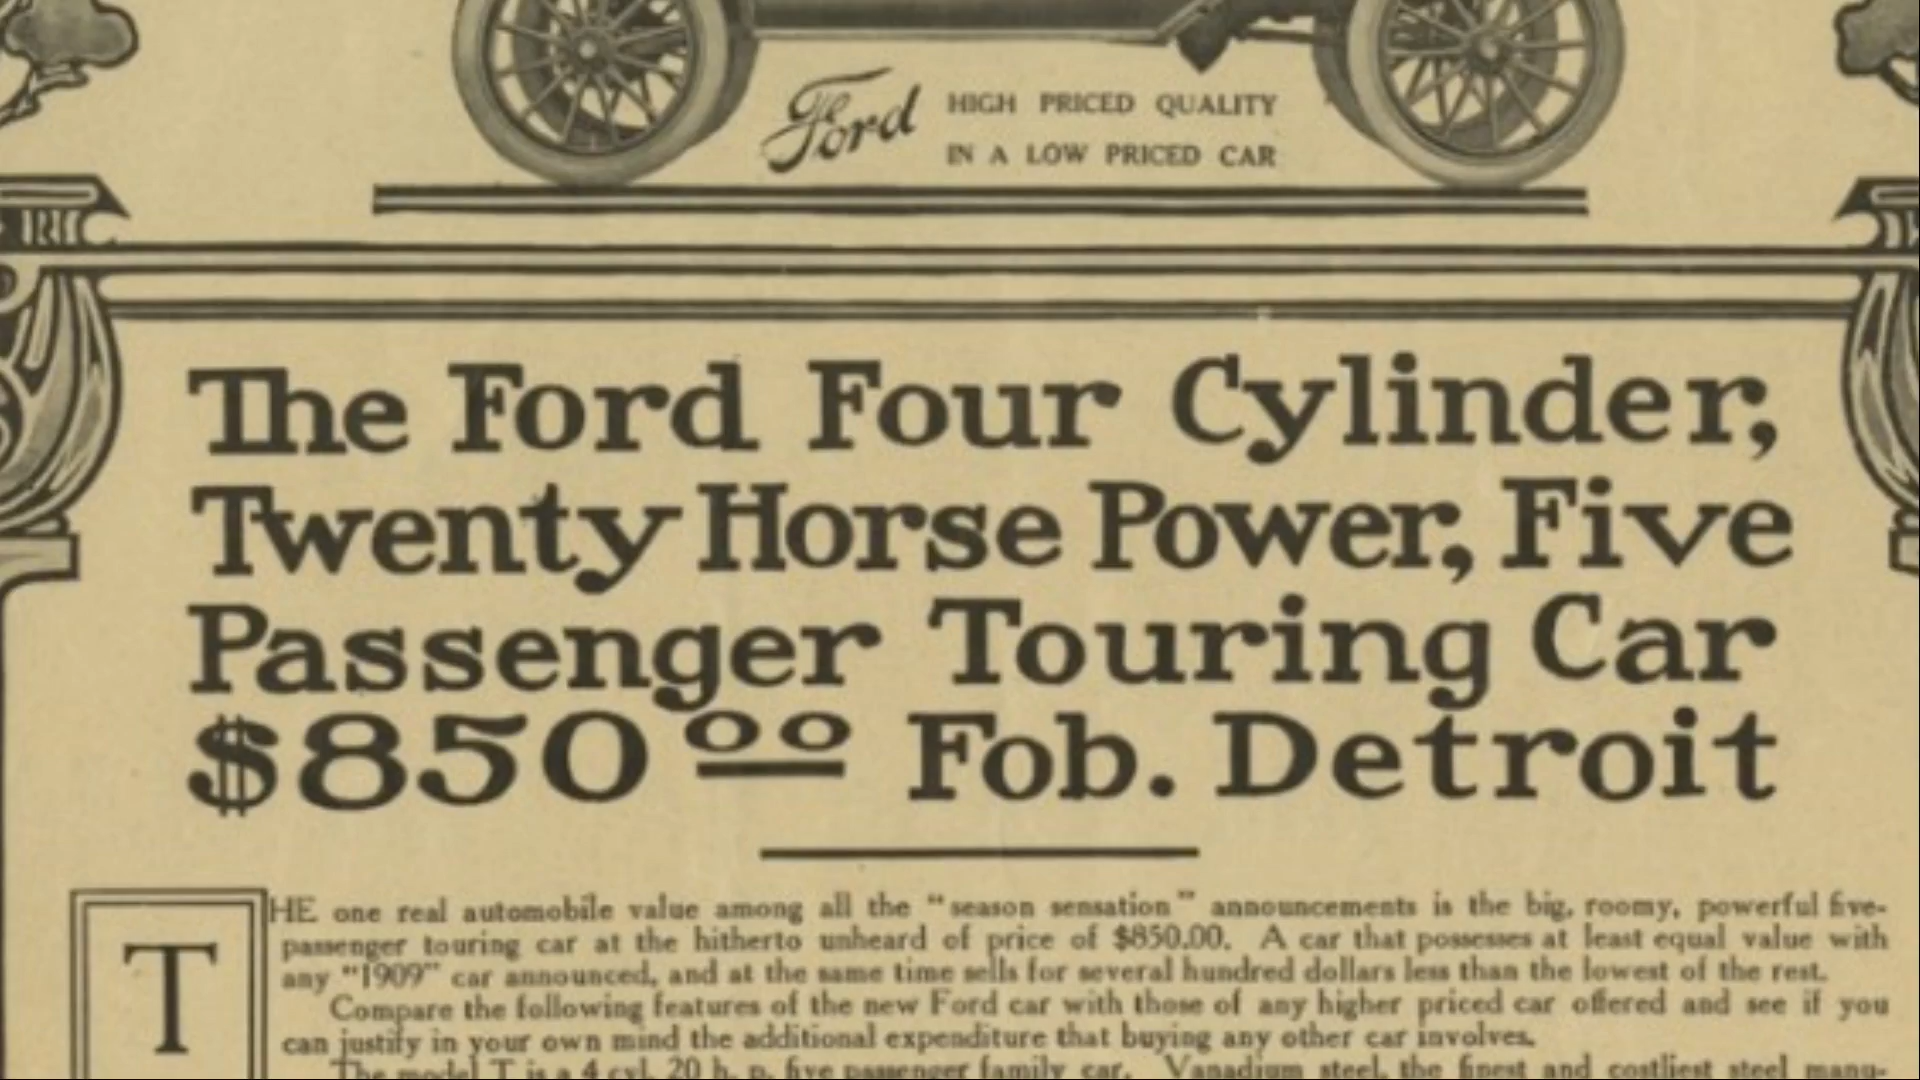 The Ford
HIGH PRICED QUALITY
IN A LOW PRICED CAR
The Ford Four Cylinder,
Twenty Horse Power, Five
Passenger Touring Car
$850.00 Fob. Detroit
THE one real automobile value among all the "season sensation" announcements is the big, roomy, powerful five-
passenger touring car at the hitherto unheard of price of $850.00. A car that possesses at least equal value with
any "1909" car announced, and at the same time sells for several hundred dollars less than the lowest of the rest.
Compare the following features of the new Ford car with those of any higher priced car offered and see if you
can justify in your own mind the additional expenditure that buying any other car involves.
The model T is a 4 cyl. 20 h. p. five passenger family car. Vanadium steel, the finest and costliest steel manu-